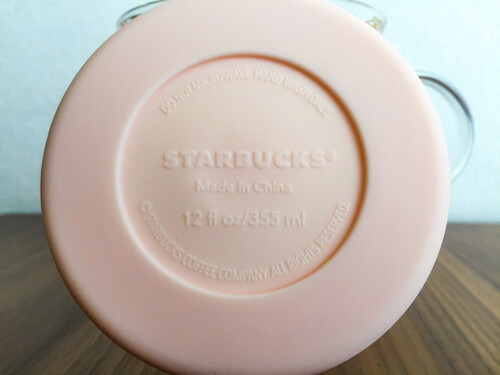 DO NOT MICROWAVE HAND WASH ONLY
STARBUCKS®
Made in China
12 fl oz/355 ml
©STARBUCKS COFFEE COMPANY. ALL RIGHTS RESERVED.